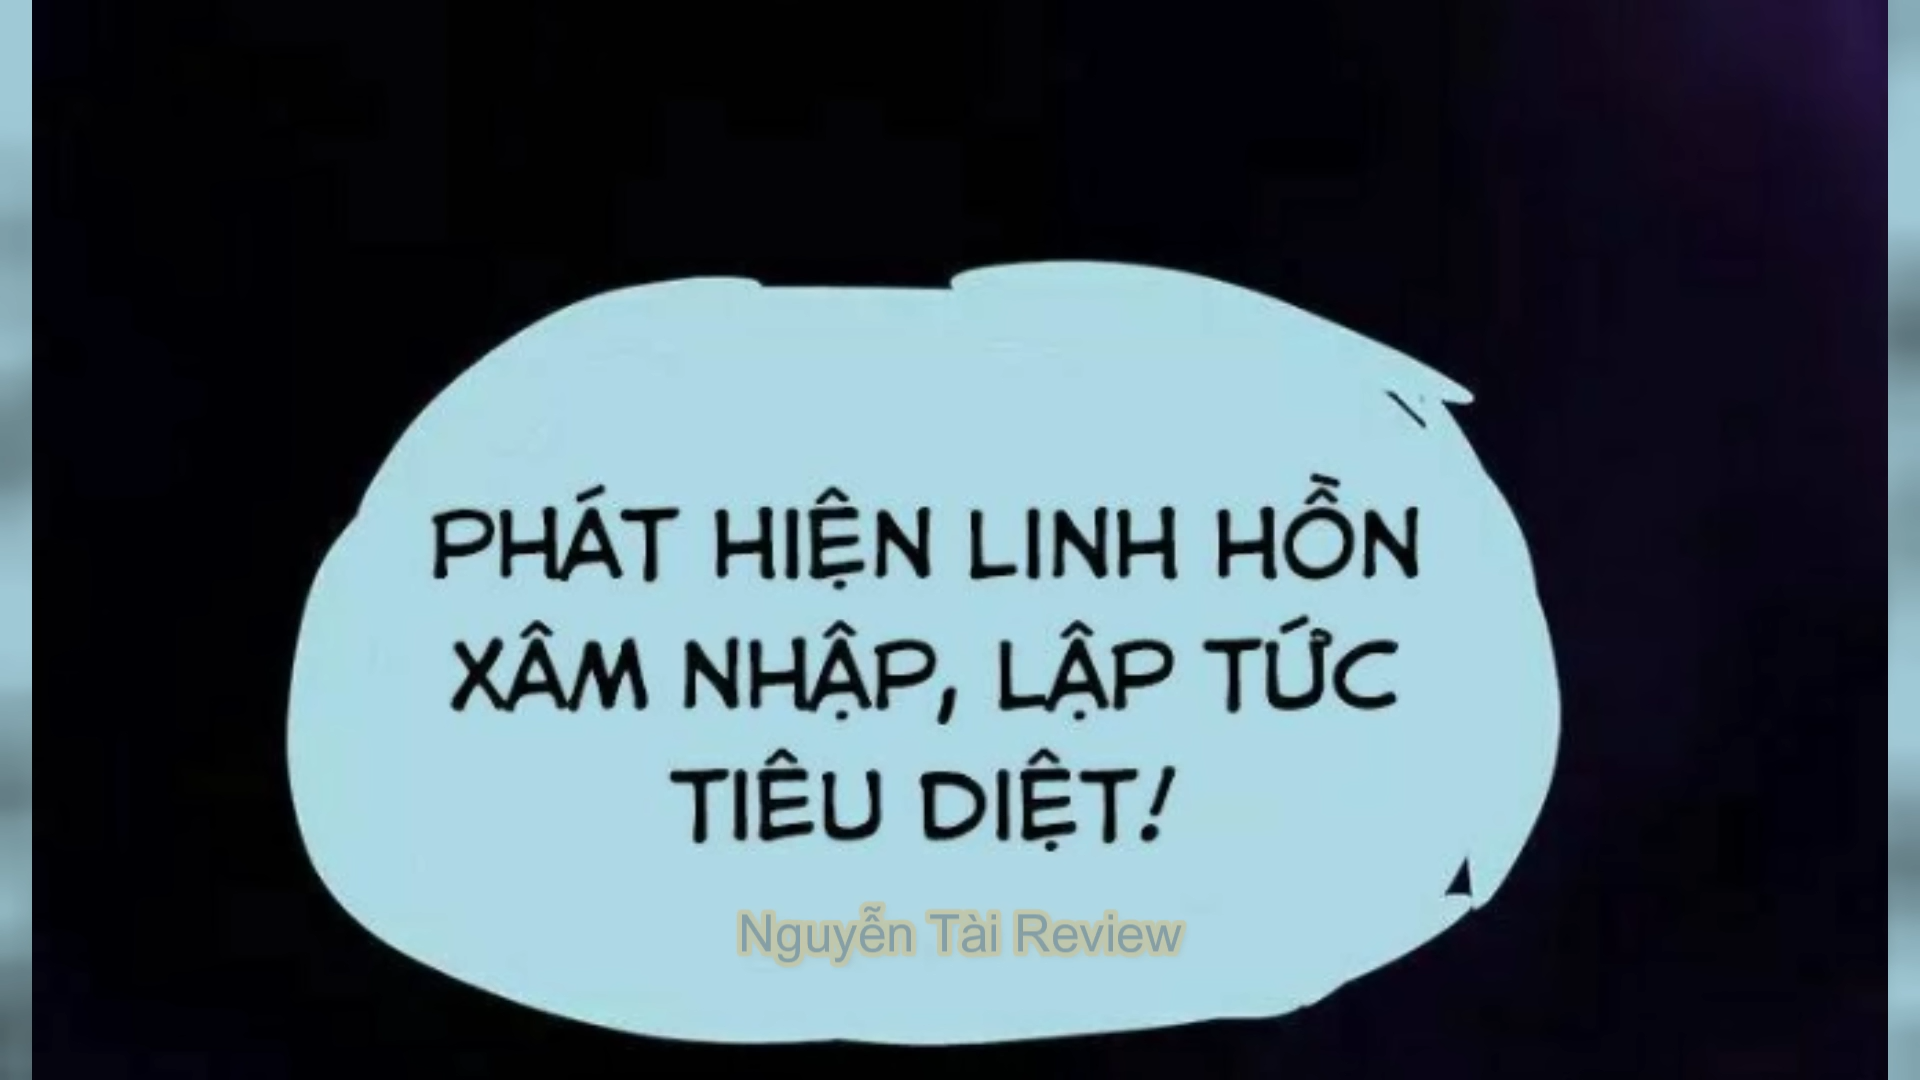 PHÁT HIỆN LINH HỒN
XÂM NHẬP, LẬP TỨC
TIÊU DIỆT!
Nguyễn Tài Review